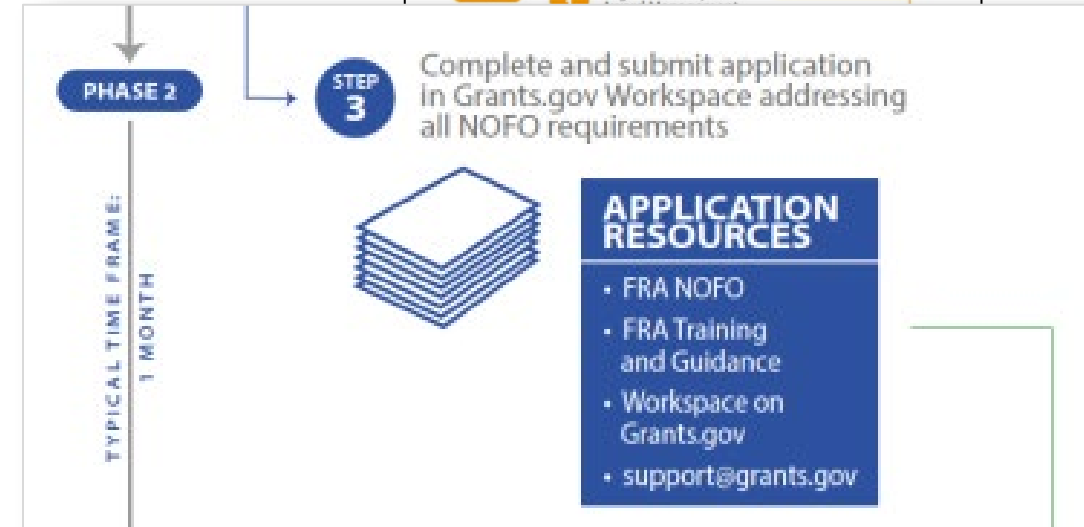 PHASE 2
STEP
3
Complete and submit application
in Grants.gov Workspace addressing
all NOFO requirements
TYPICAL TIME FRAME:
1 MONTH
APPLICATION
RESOURCES
• FRA NOFO
• FRA Training
and Guidance
• Workspace on
Grants.gov
• support@grants.gov